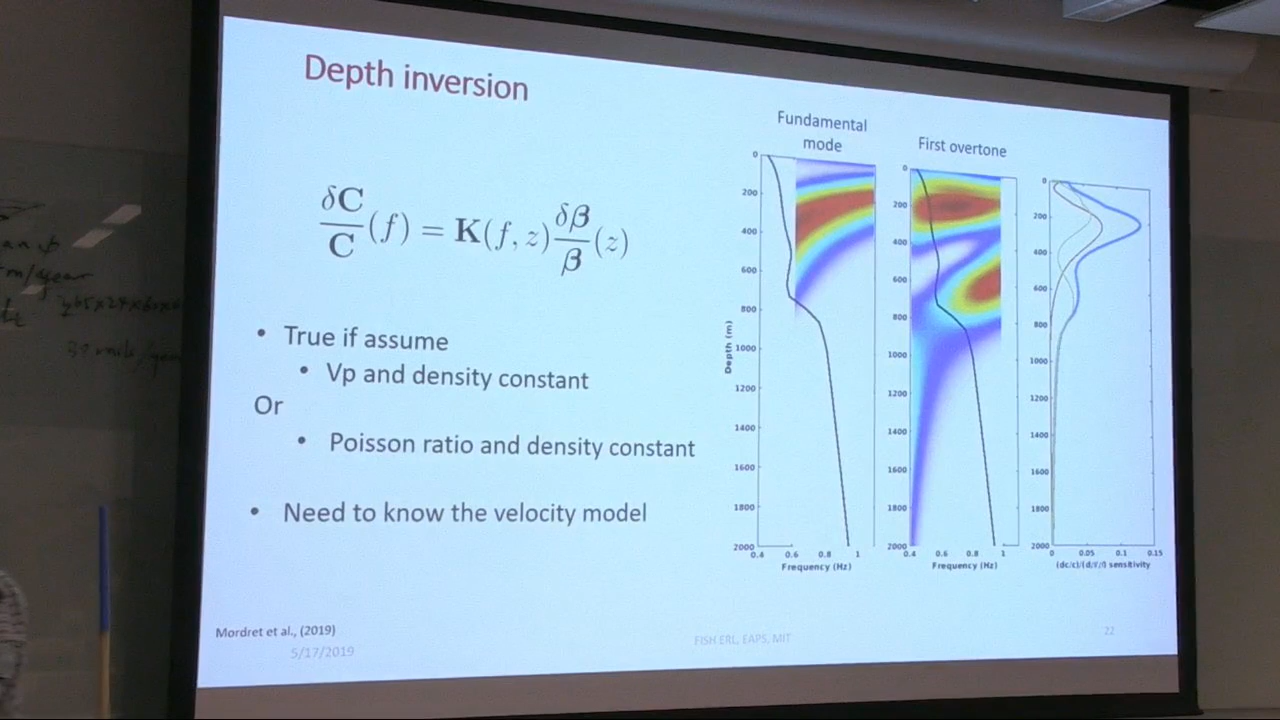 Depth inversion
δC/C (f) = K(f, z) δβ/β (z)
• True if assume
• Vp and density constant
Or
• Poisson ratio and density constant
• Need to know the velocity model
Fundamental
mode
First overtone
Depth (m)
0
200
400
600
800
1000
1200
1400
1600
1800
2000
0.4 0.6 0.8 1
Frequency (Hz)
0
200
400
600
800
1000
1200
1400
1600
1800
2000
0.4 0.6 0.8 1
Frequency (Hz)
0
200
400
600
800
1000
1200
1400
1600
1800
2000
0 0.05 0.1 0.15
sensitivity
Mordret et al., (2019)
5/17/2019
FISH ERL, EAPS, MIT
22
m/year